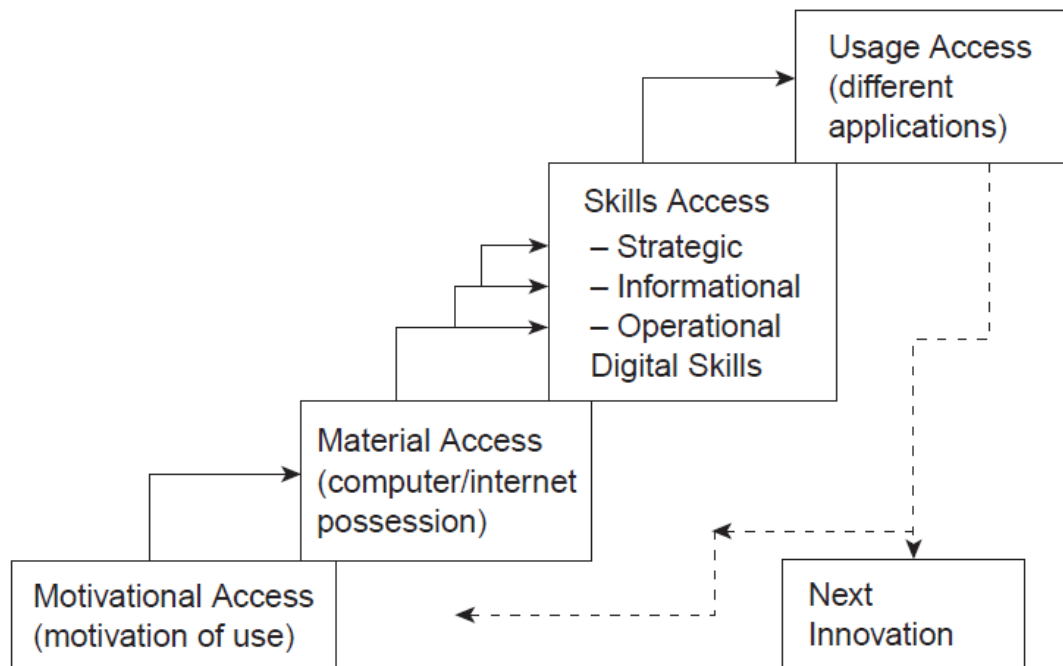 Usage Access
(different
applications)
Skills Access
– Strategic
– Informational
– Operational
Digital Skills
Material Access
(computer/internet
possession)
Motivational Access
(motivation of use)
Next
Innovation